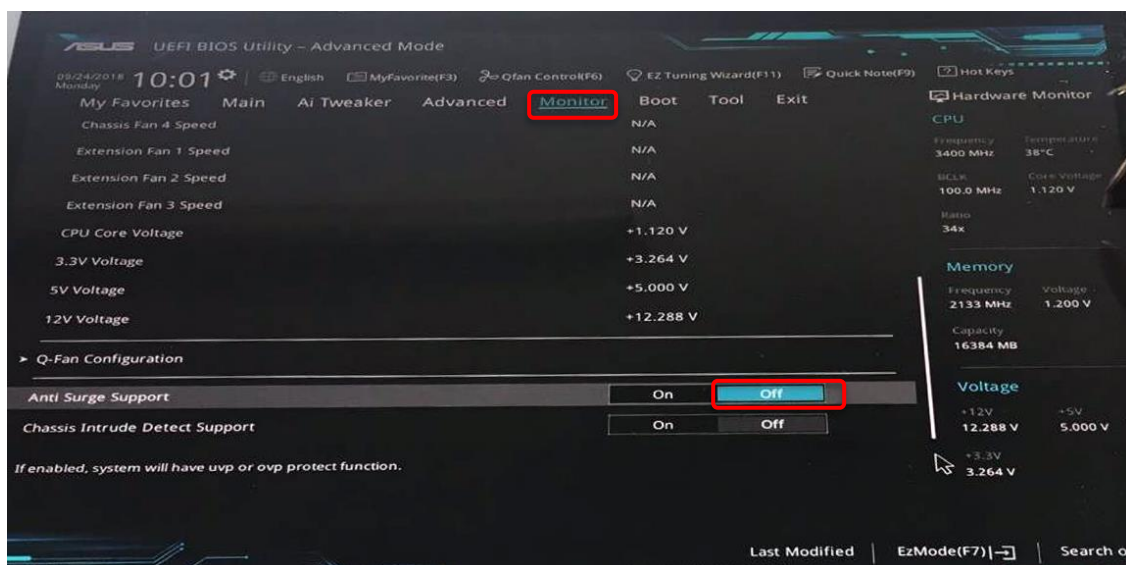 ASUS UEFI BIOS Utility – Advanced Mode
09/24/2018 Monday 10:01 English MyFavorite(F3) Qfan Control(F6) EZ Tuning Wizard(F11) Quick Note(F9) ? Hot Keys
My Favorites Main Ai Tweaker Advanced Monitor Boot Tool Exit
Chassis Fan 4 Speed N/A
Extension Fan 1 Speed N/A
Extension Fan 2 Speed N/A
Extension Fan 3 Speed N/A
CPU Core Voltage +1.120 V
3.3V Voltage +3.264 V
5V Voltage +5.000 V
12V Voltage +12.288 V
> Q-Fan Configuration
Anti Surge Support On Off
Chassis Intrude Detect Support On Off
If enabled, system will have uvp or ovp protect function.
Hardware Monitor
CPU
Frequency Temperature
3400 MHz 38°C
BCLK Core Voltage
100.0 MHz 1.120 V
Ratio
34x
Memory
Frequency Voltage
2133 MHz 1.200 V
Capacity
16384 MB
Voltage
+12V +5V
12.288 V 5.000 V
+3.3V
3.264 V
Last Modified EzMode(F7) Search o